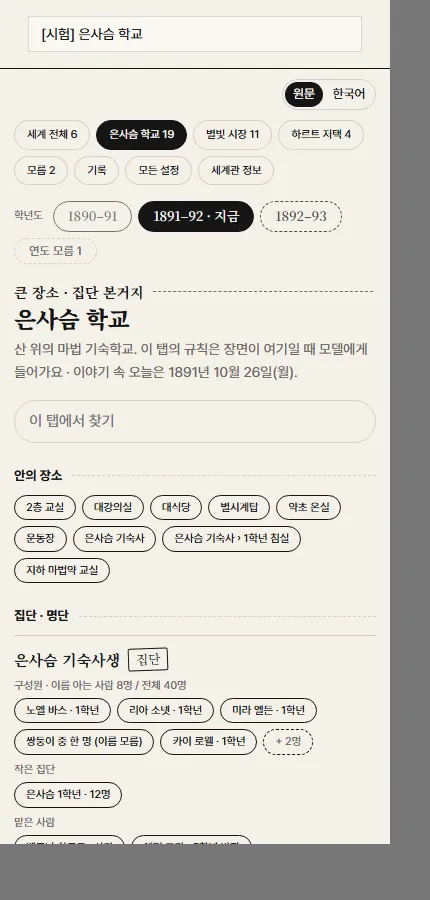 [시험] 은사슴 학교
원문 한국어
세계 전체 6 은사슴 학교 19 별빛 시장 11 하르트 저택 4
모름 2 기록 모든 설정 세계관 정보
학년도 1890–91 1891–92 · 지금 1892–93
연도 모름 1
큰 장소 · 집단 본거지
은사슴 학교
산 위의 마법 기숙학교. 이 탭의 규칙은 장면이 여기일 때 모델에게
들어가요 · 이야기 속 오늘은 1891년 10월 26일(월).
이 탭에서 찾기
안의 장소
2층 교실 대강의실 대식당 별시계탑 약초 온실
운동장 은사슴 기숙사 은사슴 기숙사 › 1학년 침실
지하 마법약 교실
집단 · 명단
은사슴 기숙사생 집단
구성원 · 이름 아는 사람 8명 / 전체 40명
노엘 바스 · 1학년 리아 소넷 · 1학년 미라 엘든 · 1학년
쌍둥이 중 한 명 (이름 모름) 카이 로웰 · 1학년 + 2명
작은 집단
은사슴 1학년 · 12명
맡은 사람